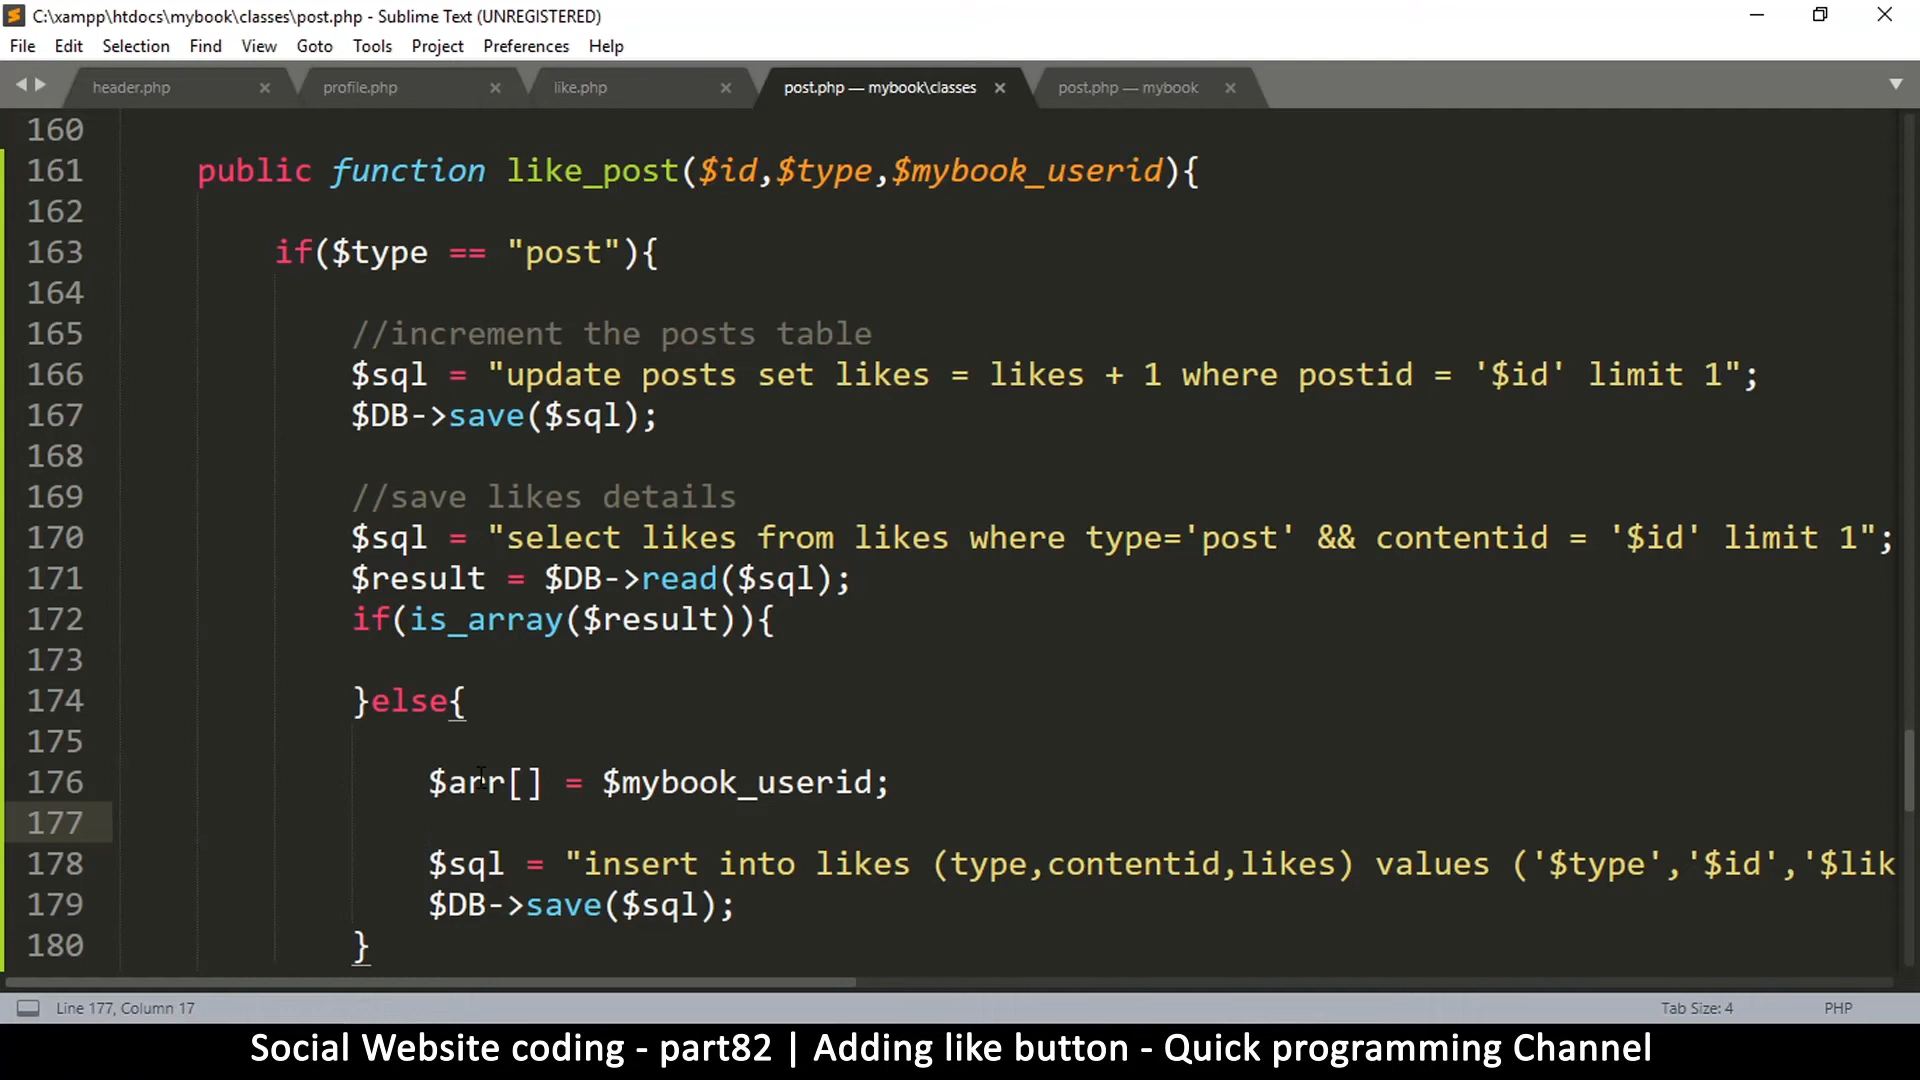 C:\xampp\htdocs\mybook\classes\post.php - Sublime Text (UNREGISTERED)
File Edit Selection Find View Goto Tools Project Preferences Help
header.php profile.php like.php post.php — mybook\classes post.php — mybook
160
161 public function like_post($id,$type,$mybook_userid){
162
163 if($type == "post"){
164
165 //increment the posts table
166 $sql = "update posts set likes = likes + 1 where postid = '$id' limit 1";
167 $DB->save($sql);
168
169 //save likes details
170 $sql = "select likes from likes where type='post' && contentid = '$id' limit 1";
171 $result = $DB->read($sql);
172 if(is_array($result)){
173
174 }else{
175
176 $arr[] = $mybook_userid;
177
178 $sql = "insert into likes (type,contentid,likes) values ('$type','$id','$lik
179 $DB->save($sql);
180 }
Line 177, Column 17 Tab Size: 4 PHP
Social Website coding - part82 | Adding like button - Quick programming Channel